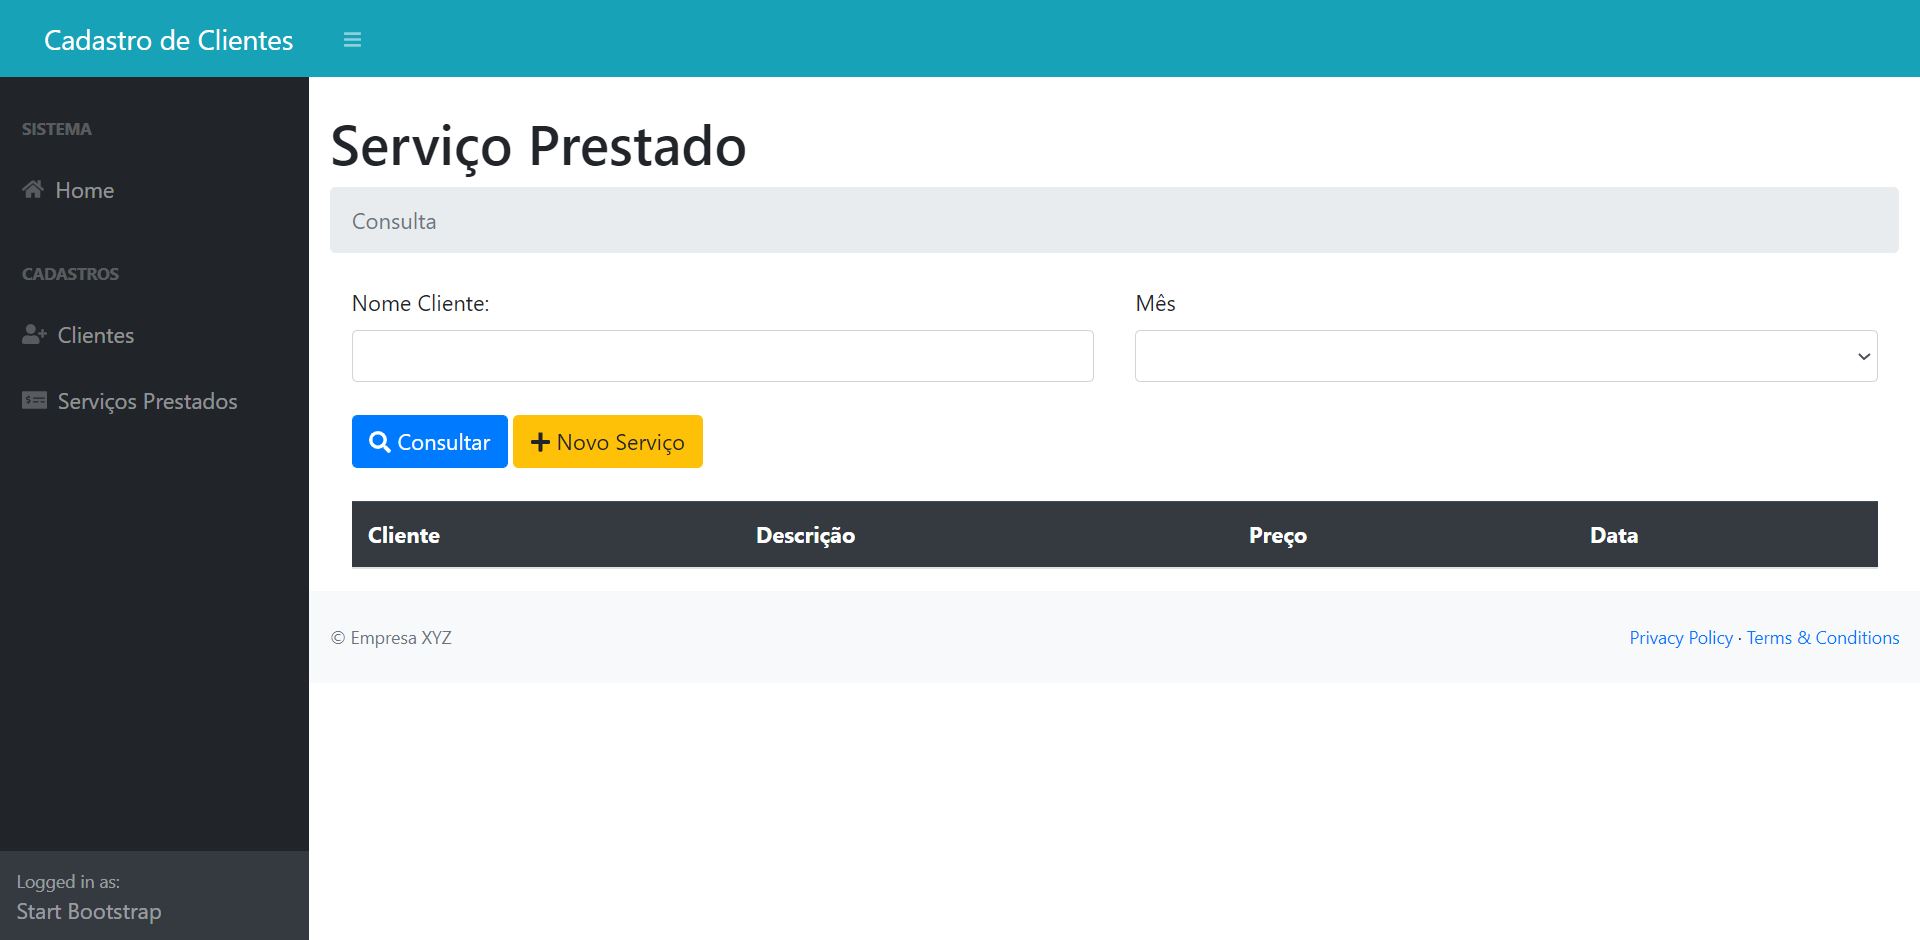 Cadastro de Clientes
SISTEMA
Home
CADASTROS
Clientes
Serviços Prestados
Logged in as:
Start Bootstrap
Serviço Prestado
Consulta
Nome Cliente:
Mês
Consultar
Novo Serviço
Cliente Descrição Preço Data
© Empresa XYZ
Privacy Policy · Terms & Conditions